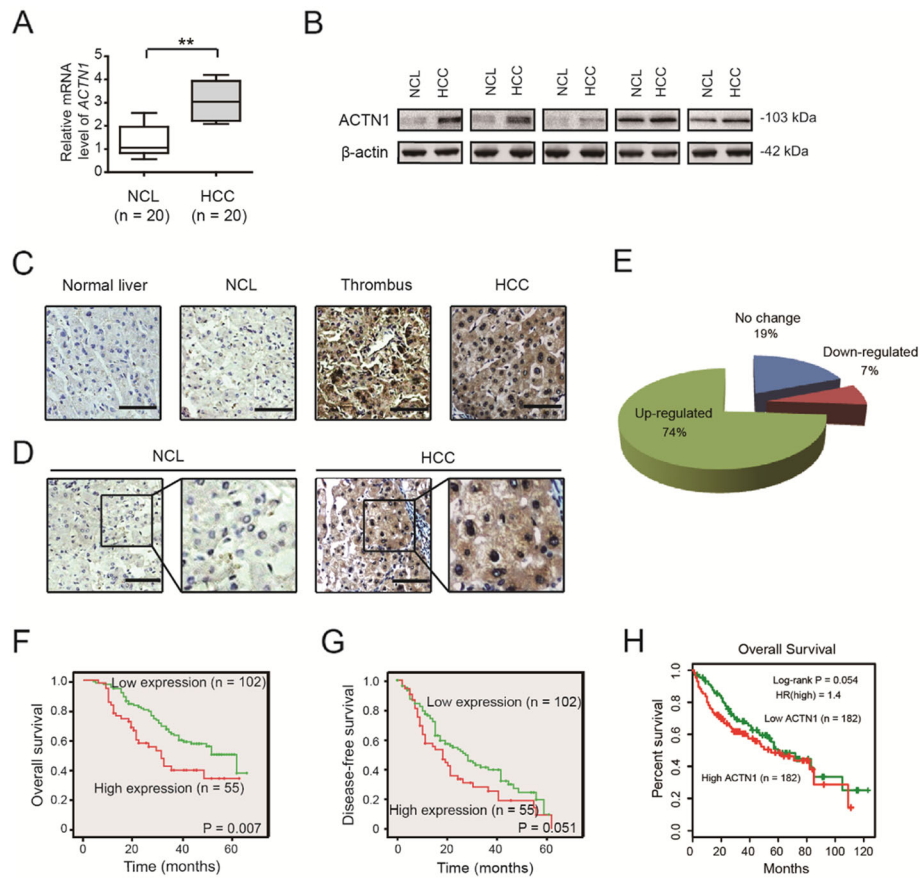 A
**
Relative mRNA
level of ACTN1
5
4
3
2
1
0
NCL
(n = 20)
HCC
(n = 20)
B
NCL
HCC
NCL
HCC
NCL
HCC
NCL
HCC
NCL
HCC
ACTN1
-103 kDa
β-actin
-42 kDa
C
Normal liver
NCL
Thrombus
HCC
D
NCL
HCC
E
No change
19%
Down-regulated
7%
Up-regulated
74%
F
Overall survival
1.0
0.8
0.6
0.4
0.2
0
Low expression (n = 102)
High expression (n = 55)
P = 0.007
0 20 40 60
Time (months)
G
Disease-free survival
1.0
0.8
0.6
0.4
0.2
0
Low expression (n = 102)
High expression (n = 55)
P = 0.051
0 20 40 60
Time (months)
H
Overall Survival
Percent survival
1.0
0.8
0.6
0.4
0.2
0.0
Log-rank P = 0.054
HR(high) = 1.4
Low ACTN1 (n = 182)
High ACTN1 (n = 182)
0 20 40 60 80 120
Months